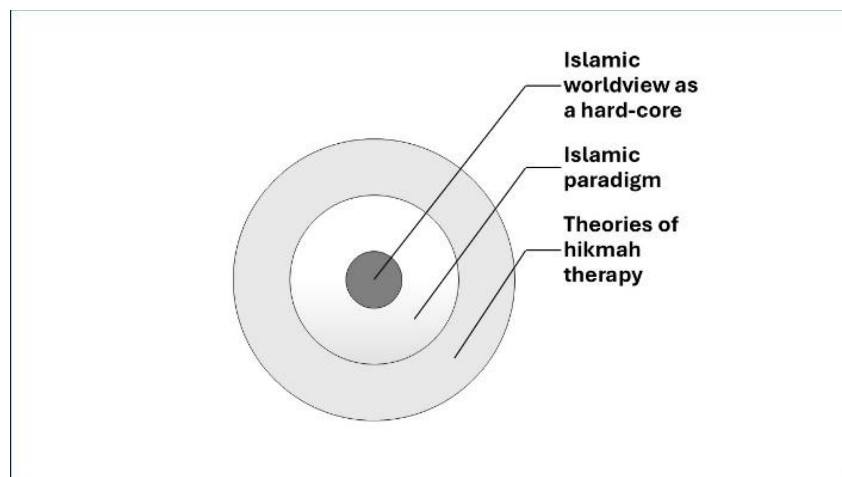 Islamic
worldview as
a hard-core
Islamic
paradigm
Theories of
hikmah
therapy